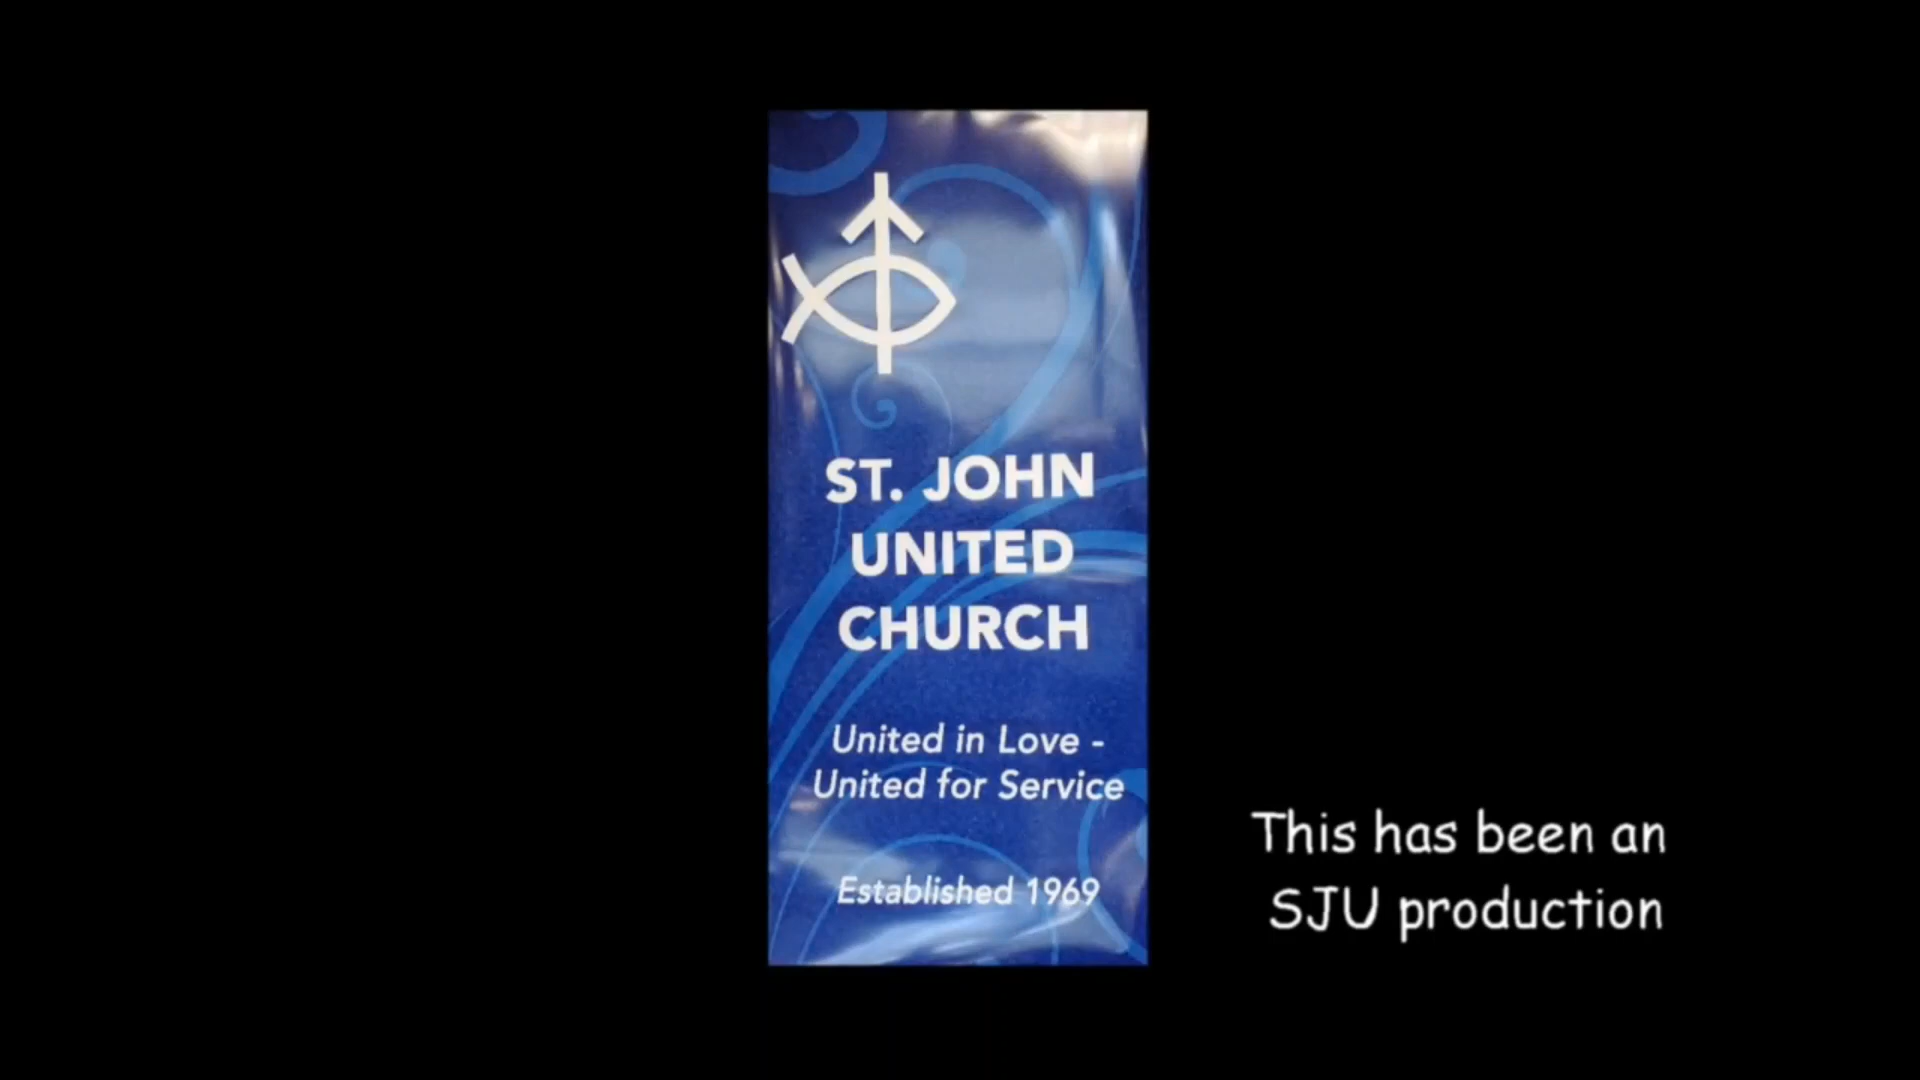 ST. JOHN
UNITED
CHURCH
United in Love -
United for Service
Established 1969
This has been an
SJU production